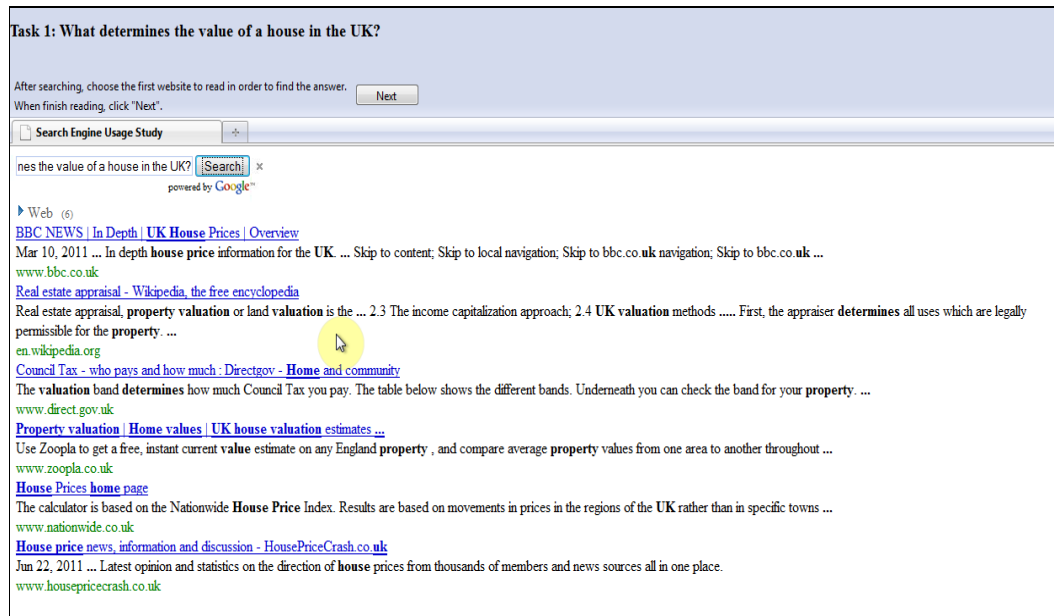 Task 1: What determines the value of a house in the UK?
After searching, choose the first website to read in order to find the answer.
When finish reading, click "Next".
Next
Search Engine Usage Study
nes the value of a house in the UK? Search ×
powered by Google™
Web (6)
BBC NEWS | In Depth | UK House Prices | Overview
Mar 10, 2011 ... In depth house price information for the UK. ... Skip to content; Skip to local navigation; Skip to bbc.co.uk navigation; Skip to bbc.co.uk ...
www.bbc.co.uk
Real estate appraisal - Wikipedia, the free encyclopedia
Real estate appraisal, property valuation or land valuation is the ... 2.3 The income capitalization approach; 2.4 UK valuation methods ..... First, the appraiser determines all uses which are legally
permissible for the property. ...
en.wikipedia.org
Council Tax - who pays and how much : Directgov - Home and community
The valuation band determines how much Council Tax you pay. The table below shows the different bands. Underneath you can check the band for your property. ...
www.direct.gov.uk
Property valuation | Home values | UK house valuation estimates ...
Use Zoopla to get a free, instant current value estimate on any England property , and compare average property values from one area to another throughout ...
www.zoopla.co.uk
House Prices home page
The calculator is based on the Nationwide House Price Index. Results are based on movements in prices in the regions of the UK rather than in specific towns ...
www.nationwide.co.uk
House price news, information and discussion - HousePriceCrash.co.uk
Jun 22, 2011 ... Latest opinion and statistics on the direction of house prices from thousands of members and news sources all in one place.
www.housepricecrash.co.uk